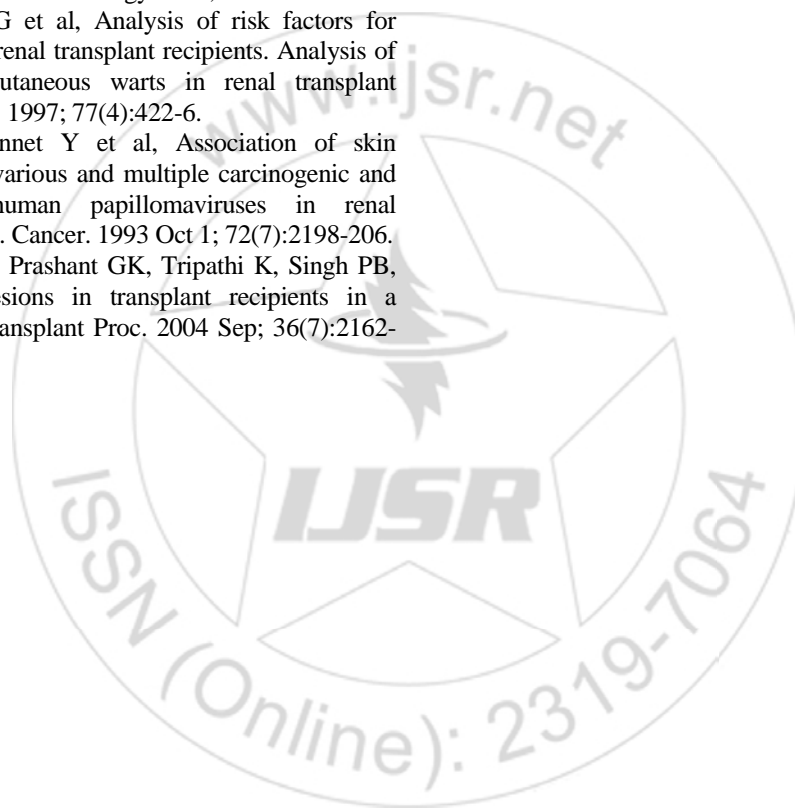 G et al, Analysis of risk factors for
renal transplant recipients. Analysis of
utaneous warts in renal transplant
1997; 77(4):422-6.
nnet Y et al, Association of skin
various and multiple carcinogenic and
uman papillomaviruses in renal
. Cancer. 1993 Oct 1; 72(7):2198-206.
Prashant GK, Tripathi K, Singh PB,
esions in transplant recipients in a
ansplant Proc. 2004 Sep; 36(7):2162-
www.ijsr.net
IJSR
ISSN (Online): 2319-7064